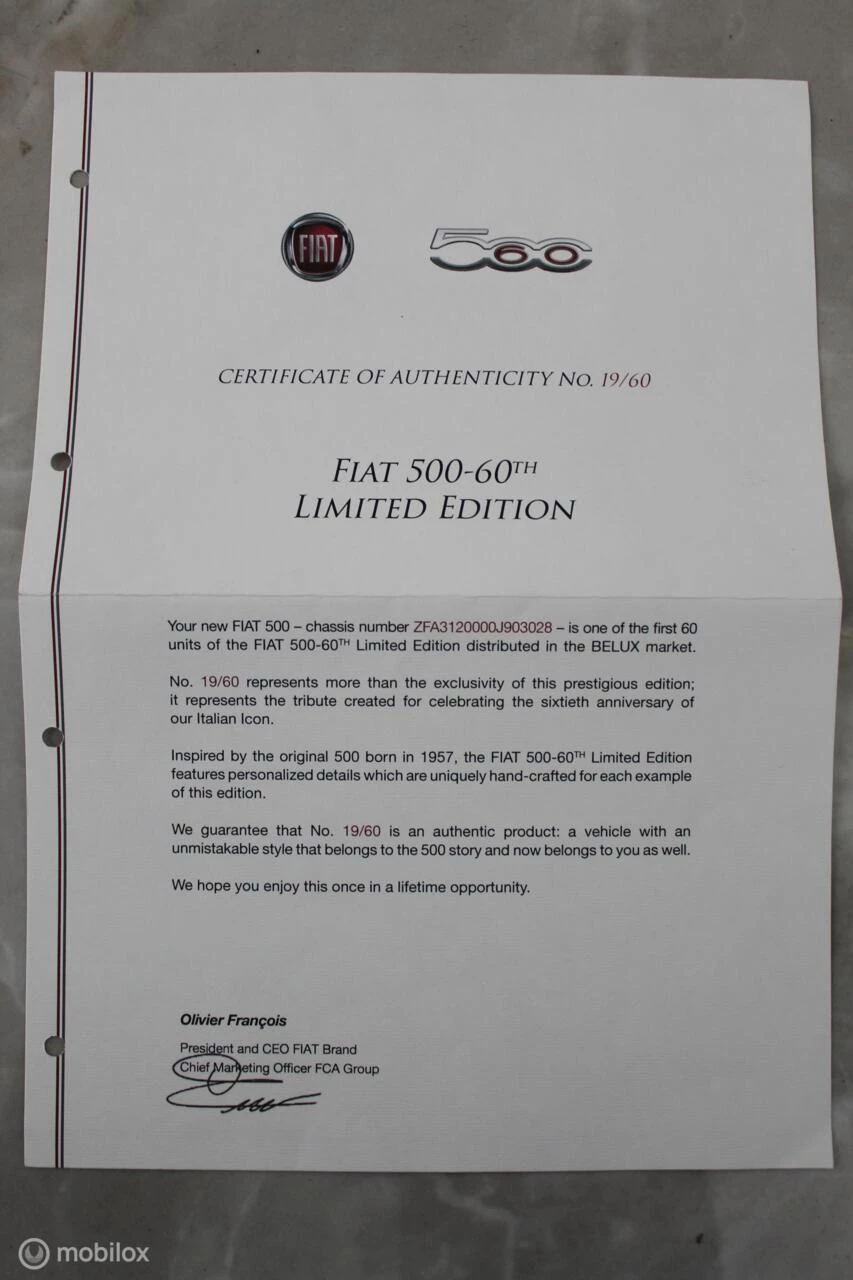 FIAT
560
CERTIFICATE OF AUTHENTICITY No. 19/60
FIAT 500-60TH
LIMITED EDITION
Your new FIAT 500 – chassis number ZFA3120000J903028 – is one of the first 60
units of the FIAT 500-60TH Limited Edition distributed in the BELUX market.
No. 19/60 represents more than the exclusivity of this prestigious edition;
it represents the tribute created for celebrating the sixtieth anniversary of
our Italian Icon.
Inspired by the original 500 born in 1957, the FIAT 500-60TH Limited Edition
features personalized details which are uniquely hand-crafted for each example
of this edition.
We guarantee that No. 19/60 is an authentic product: a vehicle with an
unmistakable style that belongs to the 500 story and now belongs to you as well.
We hope you enjoy this once in a lifetime opportunity.
Olivier François
President and CEO FIAT Brand
Chief Marketing Officer FCA Group
mobilox